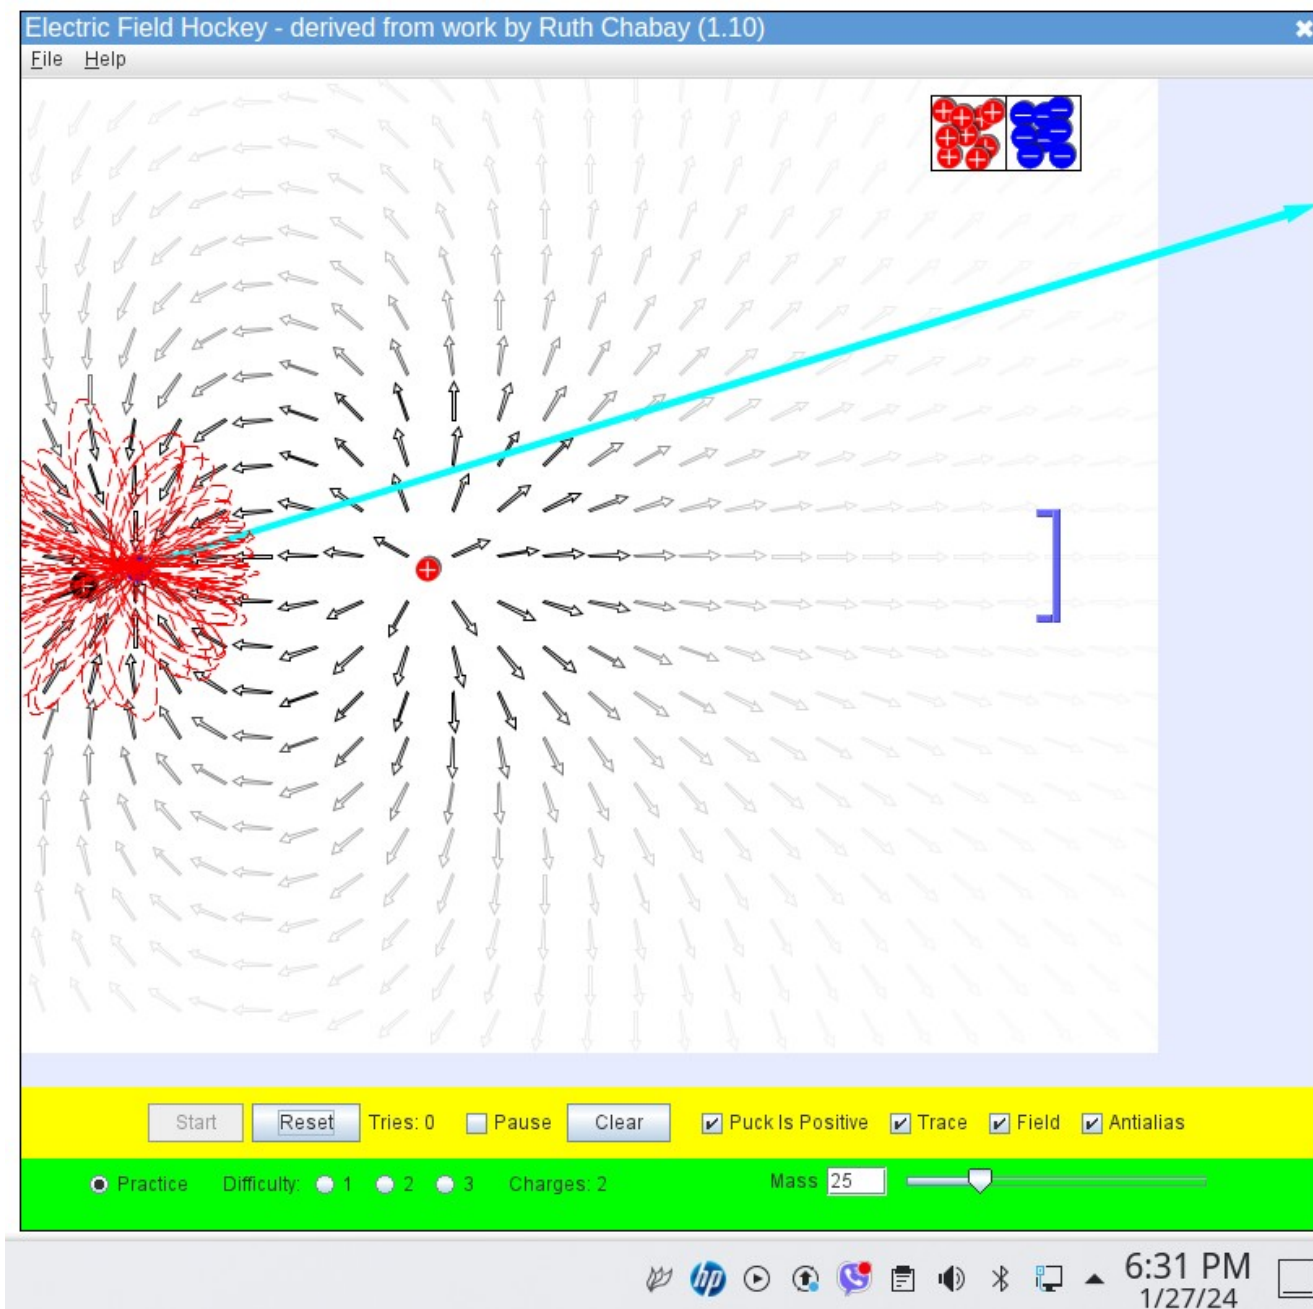 Electric Field Hockey - derived from work by Ruth Chabay (1.10)
File Help
Start Reset Tries: 0 Pause Clear Puck Is Positive Trace Field Antialias
Practice Difficulty: 1 2 3 Charges: 2 Mass 25
hp 6:31 PM
1/27/24